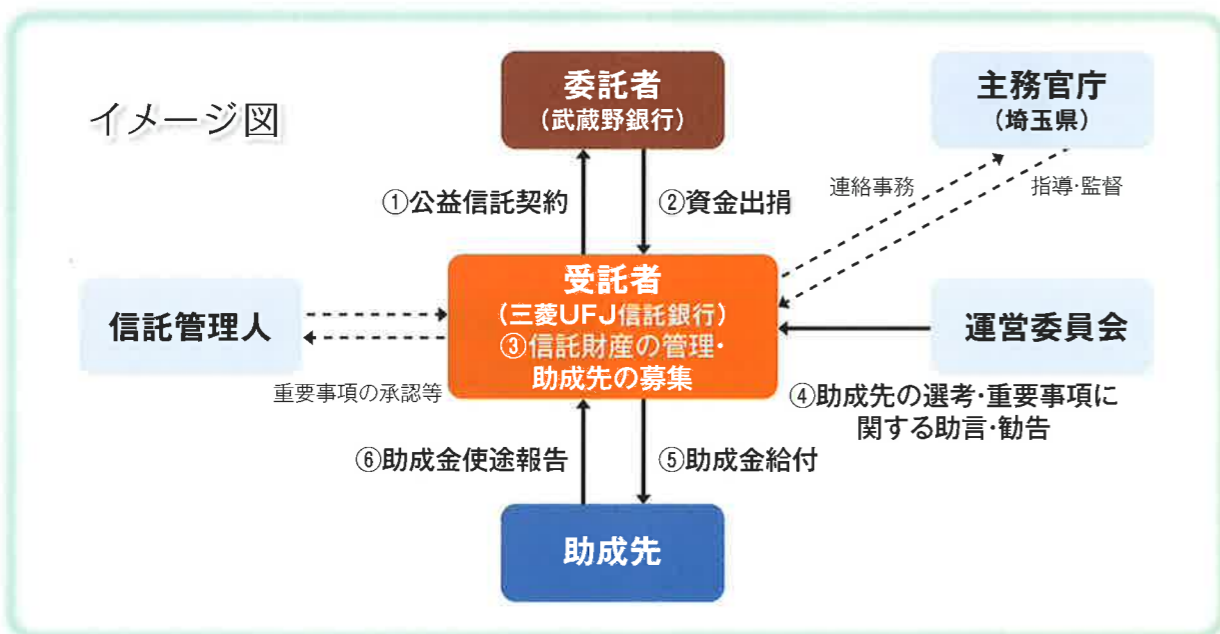 イメージ図
委託者
（武蔵野銀行）
主務官庁
（埼玉県）
①公益信託契約
②資金出捐
連絡事務
指導・監督
信託管理人
受託者
（三菱UFJ信託銀行）
③信託財産の管理・
助成先の募集
運営委員会
重要事項の承認等
④助成先の選考・重要事項に
関する助言・勧告
⑥助成金使途報告
⑤助成金給付
助成先